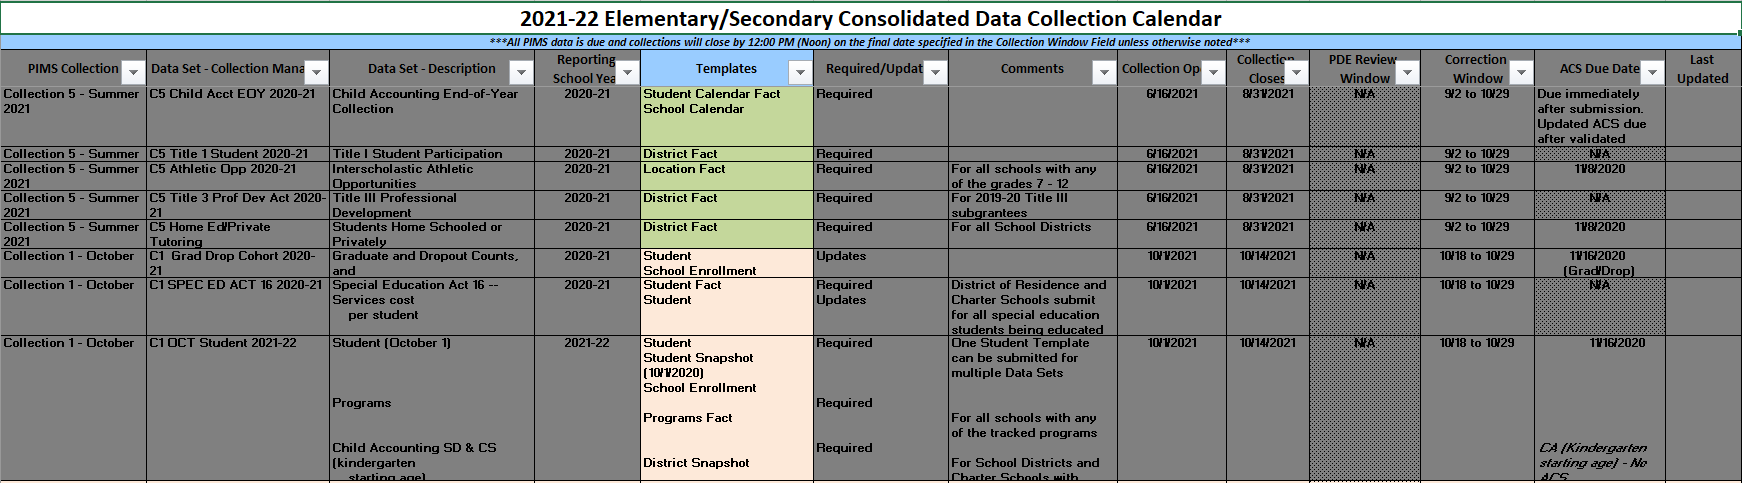 2021-22 Elementary/Secondary Consolidated Data Collection Calendar
***All PIMS data is due and collections will close by 12:00 PM (Noon) on the final date specified in the Collection Window Field unless otherwise noted***
PIMS Collection Data Set - Collection Mana Data Set - Description Reporting School Yea Templates Required/Updat Comments Collection Op Collection Closes PDE Review Window Correction Window ACS Due Date Last Updated
Collection 5 - Summer 2021 C5 Child Acct EOY 2020-21 Child Accounting End-of-Year Collection 2020-21 Student Calendar Fact School Calendar Required 6/16/2021 8/31/2021 N/A 9/2 to 10/29 Due immediately after submission. Updated ACS due after validated
Collection 5 - Summer C5 Title 1 Student 2020-21 Title I Student Participation 2020-21 District Fact Required 6/16/2021 8/31/2021 N/A 9/2 to 10/29 N/A
Collection 5 - Summer 2021 C5 Athletic Opp 2020-21 Interscholastic Athletic Opportunities 2020-21 Location Fact Required For all schools with any of the grades 7 - 12 6/16/2021 8/31/2021 N/A 9/2 to 10/29 11/8/2020
Collection 5 - Summer 2021 C5 Title 3 Prof Dev Act 2020-21 Title III Professional Development 2020-21 District Fact Required For 2019-20 Title III subgrantees 6/16/2021 8/31/2021 N/A 9/2 to 10/29 N/A
Collection 5 - Summer 2021 C5 Home Ed/Private Tutoring Students Home Schooled or Privately 2020-21 District Fact Required For all School Districts 6/16/2021 8/31/2021 N/A 9/2 to 10/29 11/8/2020
Collection 1 - October C1 Grad Drop Cohort 2020-21 Graduate and Dropout Counts, and 2020-21 Student School Enrollment Updates 10/1/2021 10/14/2021 N/A 10/18 to 10/29 11/16/2020 (Grad/Drop)
Collection 1 - October C1 SPEC ED ACT 16 2020-21 Special Education Act 16 -- Services cost per student 2020-21 Student Fact Student Required Updates District of Residence and Charter Schools submit for all special education students being educated 10/1/2021 10/14/2021 N/A 10/18 to 10/29 N/A
Collection 1 - October C1 OCT Student 2021-22 Student (October 1) 2021-22 Student Required One Student Template 10/1/2021 10/14/2021 N/A 10/18 to 10/29 11/16/2020
Student Snapshot can be submitted for
(10/1/2020) multiple Data Sets
School Enrollment
Programs Required
Programs Fact For all schools with any
of the tracked programs
Child Accounting SD & CS Required CA (Kindergarten
(kindergarten District Snapshot For School Districts and starting age) - No
starting age) Charter Schools with ACS